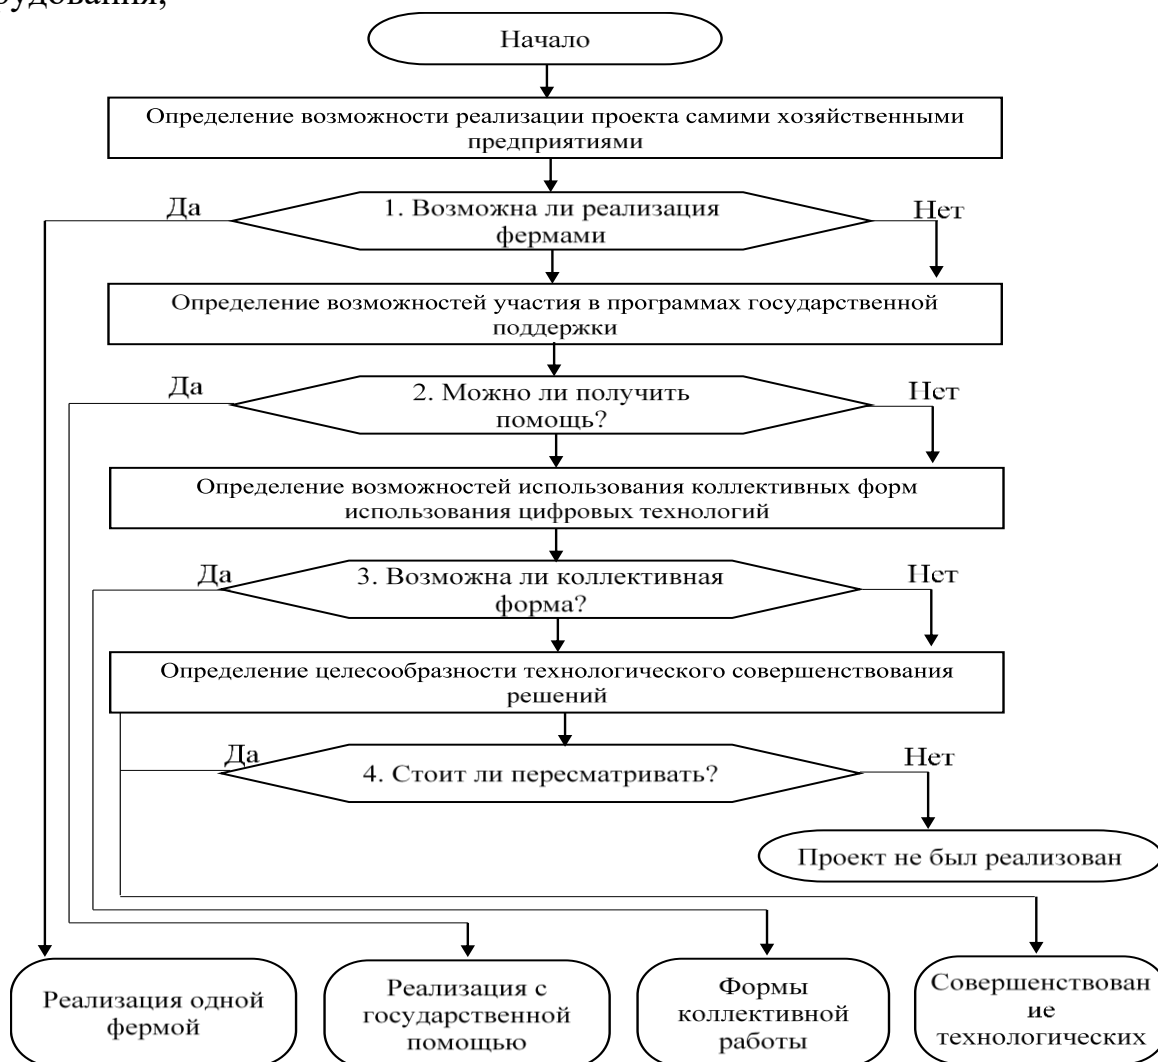 Начало
Определение возможности реализации проекта самими хозяйственными
предприятиями
Да
1. Возможна ли реализация
фермами
Нет
Определение возможностей участия в программах государственной
поддержки
Да
2. Можно ли получить
помощь?
Нет
Определение возможностей использования коллективных форм
использования цифровых технологий
Да
3. Возможна ли коллективная
форма?
Нет
Определение целесообразности технологического совершенствования
решений
Да
4. Стоит ли пересматривать?
Нет
Проект не был реализован
Реализация одной
фермой
Реализация с
государственной
помощью
Формы
коллективной
работы
Совершенствован
ие
технологических